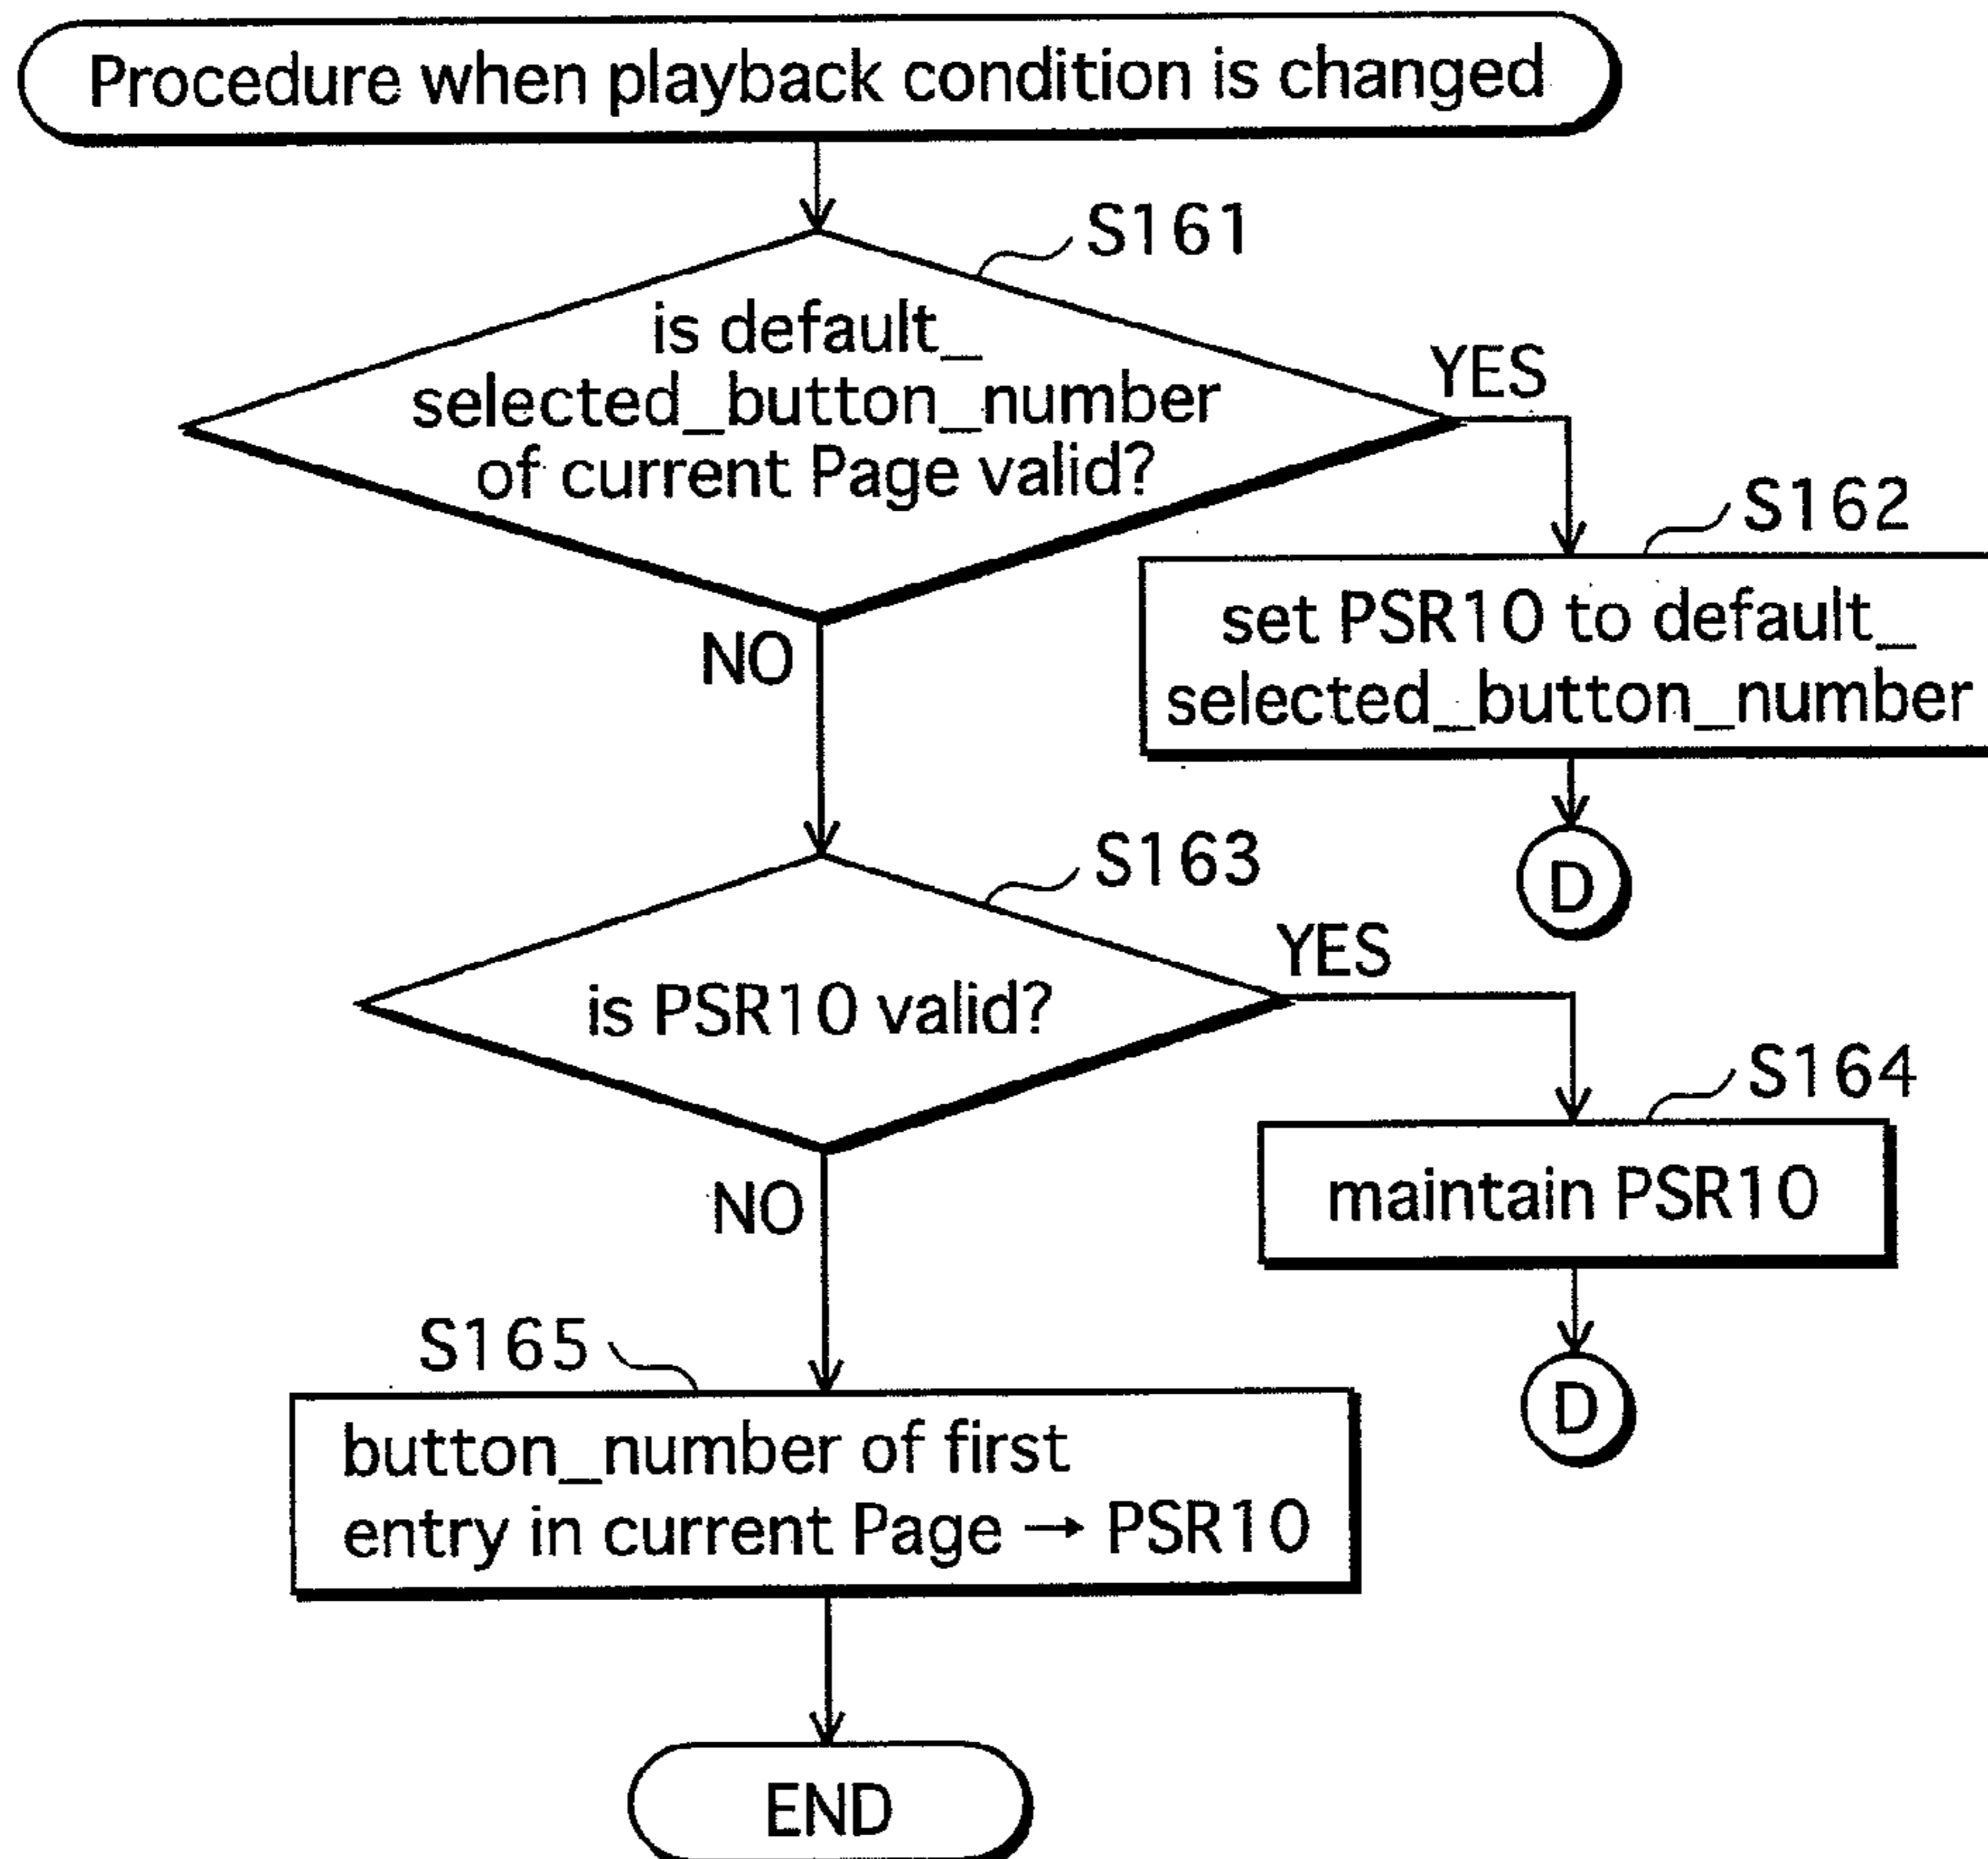 Procedure when playback condition is changed
S161
is default_
selected_button_number
of current Page valid?
YES
NO
S162
set PSR10 to default_
selected_button_number
D
S163
is PSR10 valid?
YES
NO
S164
maintain PSR10
D
S165
button_number of first
entry in current Page → PSR10
END